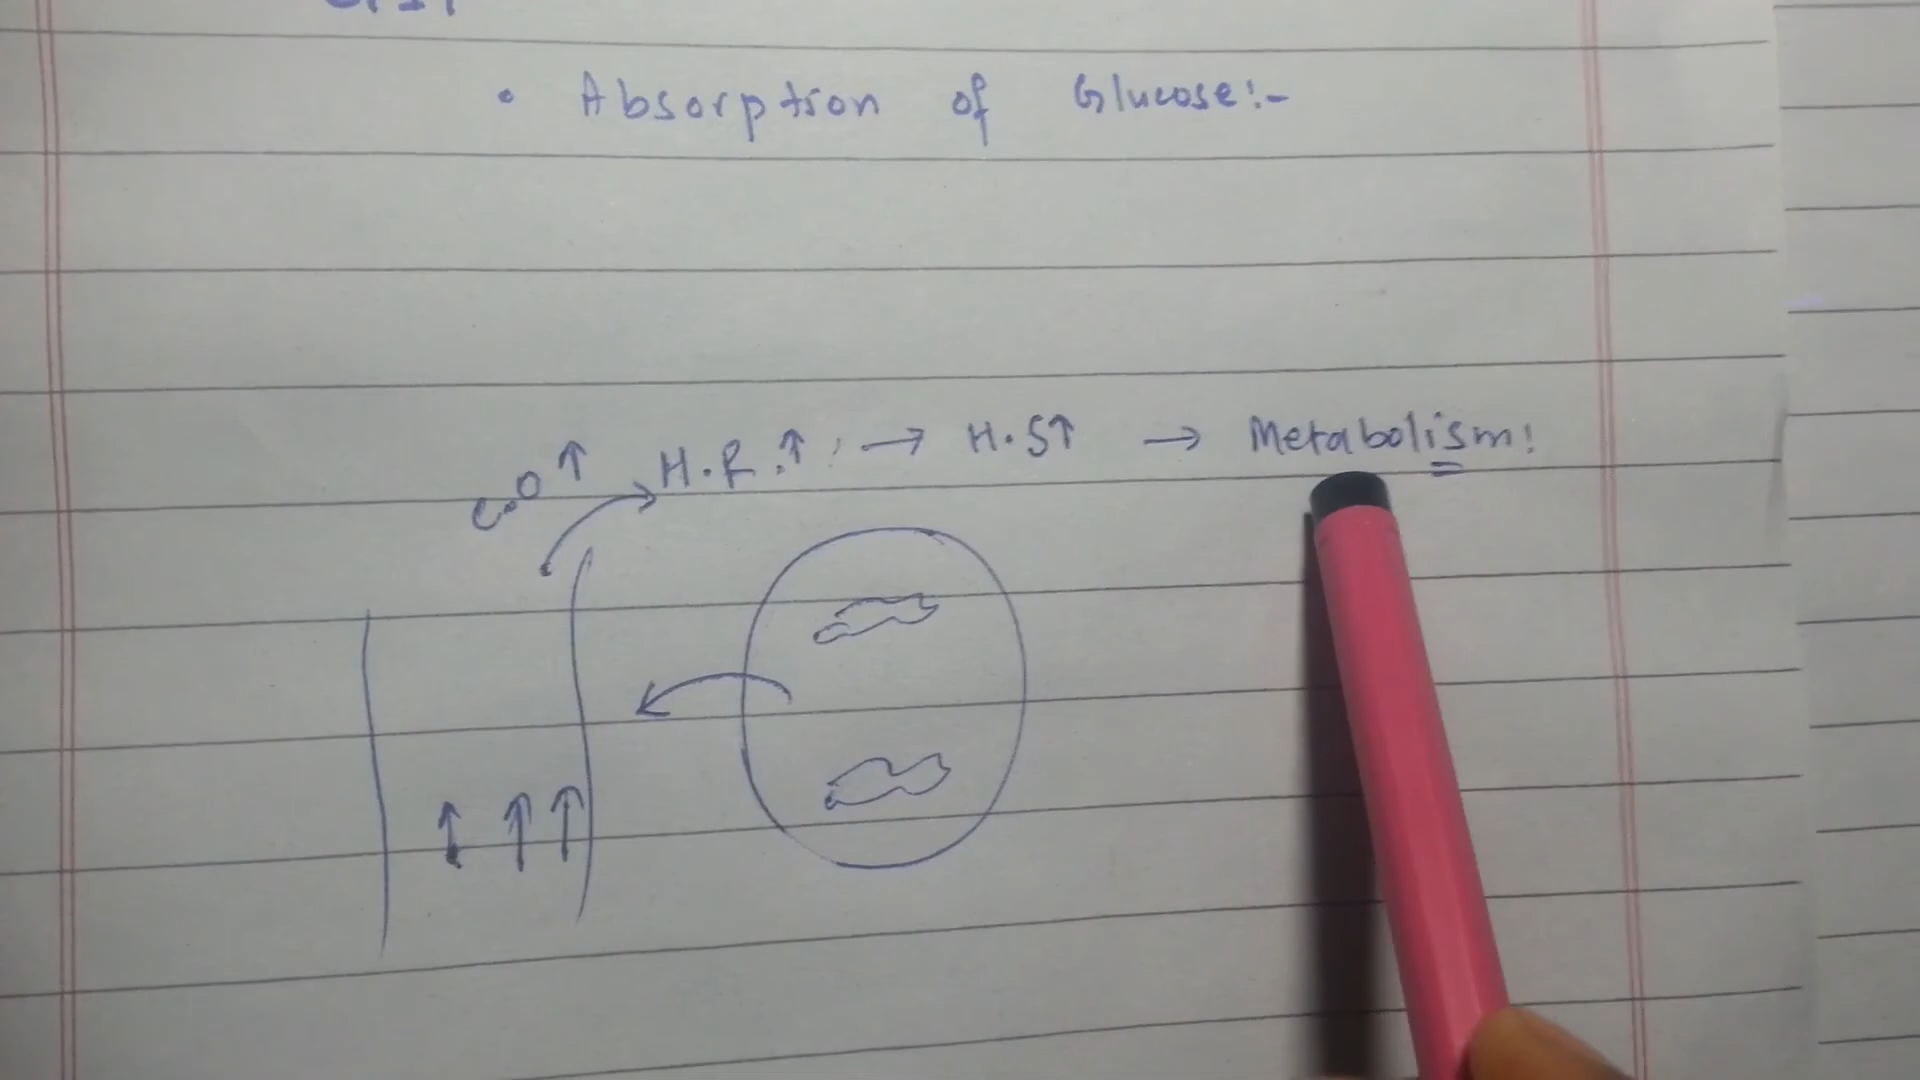 • Absorption of Glucose:-
C.O ↑ H.R.↑ → H.S↑ → Metabolism!